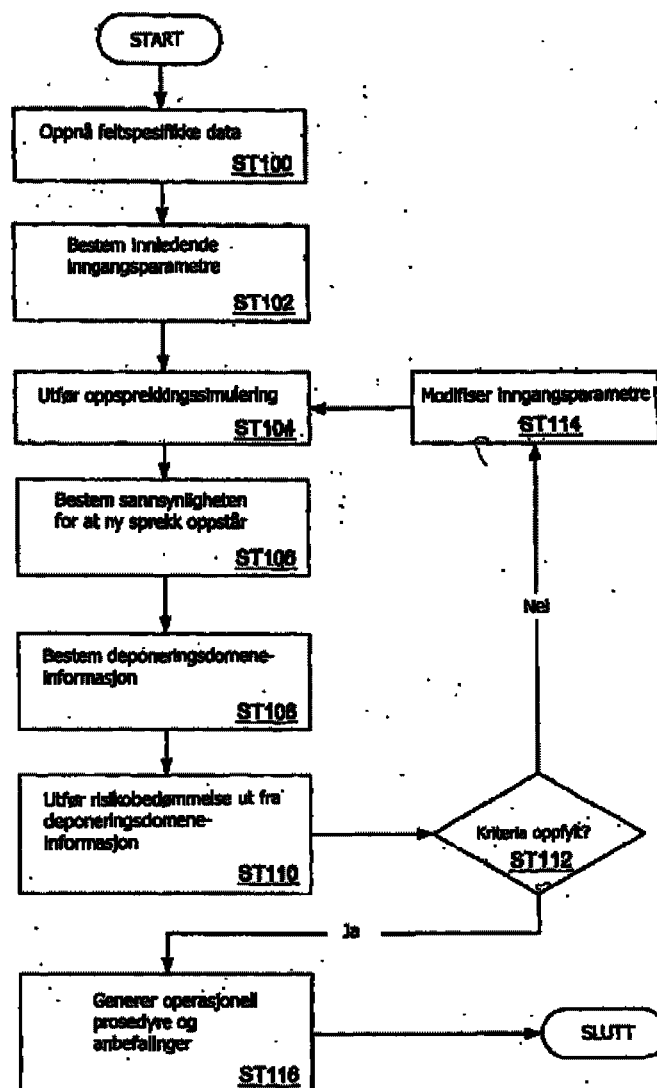 START
Oppnå feltspesifikke data
ST100
Bestem innledende
inngangsparametre
ST102
Utfør oppsprekkingssimulering
ST104
Modifiser inngangsparametre
ST114
Bestem sannsynligheten
for at ny sprekk oppstår
ST106
Nei
Bestem deponeringsdomene-
informasjon
ST108
Utfør risikobedømmelse ut fra
deponeringsdomene-
informasjon
ST110
Kriteria oppfylt?
ST112
Ja
Generer operasjonell
prosedyre og
anbefalinger
ST116
SLUTT